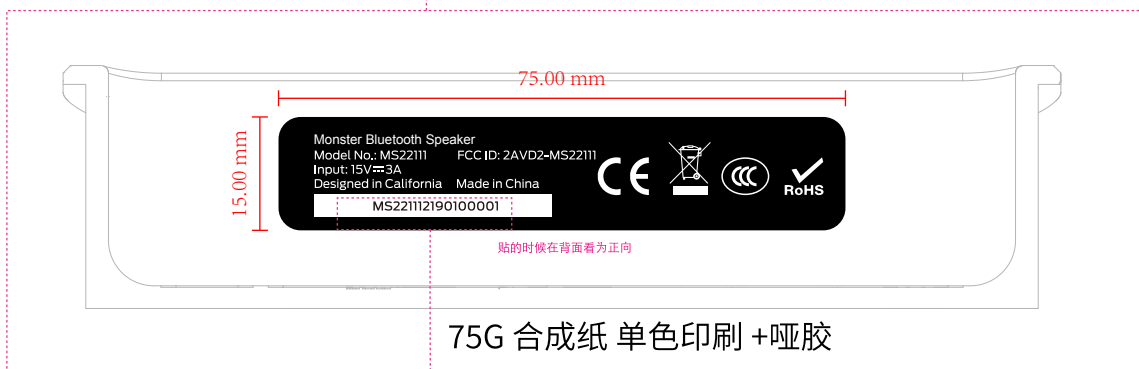 75.00 mm
15.00 mm
Monster Bluetooth Speaker
Model No.: MS22111 FCC ID: 2AVD2-MS22111
Input: 15V⎓3A
Designed in California Made in China
MS221112190100001
CE
CCC
RoHS
贴的时候在背面看为正向
75G 合成纸 单色印刷 +哑胶